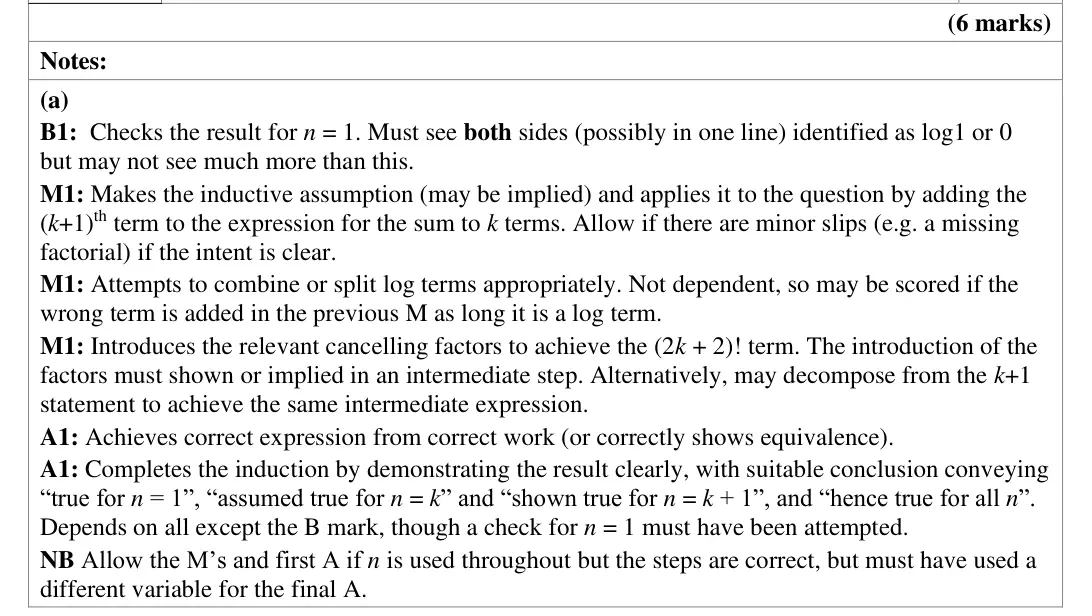 (6 marks)
Notes:
(a)
B1: Checks the result for n = 1. Must see both sides (possibly in one line) identified as log1 or 0
but may not see much more than this.
M1: Makes the inductive assumption (may be implied) and applies it to the question by adding the
(k+1)th term to the expression for the sum to k terms. Allow if there are minor slips (e.g. a missing
factorial) if the intent is clear.
M1: Attempts to combine or split log terms appropriately. Not dependent, so may be scored if the
wrong term is added in the previous M as long it is a log term.
M1: Introduces the relevant cancelling factors to achieve the (2k + 2)! term. The introduction of the
factors must shown or implied in an intermediate step. Alternatively, may decompose from the k+1
statement to achieve the same intermediate expression.
A1: Achieves correct expression from correct work (or correctly shows equivalence).
A1: Completes the induction by demonstrating the result clearly, with suitable conclusion conveying
“true for n = 1”, “assumed true for n = k” and “shown true for n = k + 1”, and “hence true for all n”.
Depends on all except the B mark, though a check for n = 1 must have been attempted.
NB Allow the M’s and first A if n is used throughout but the steps are correct, but must have used a
different variable for the final A.